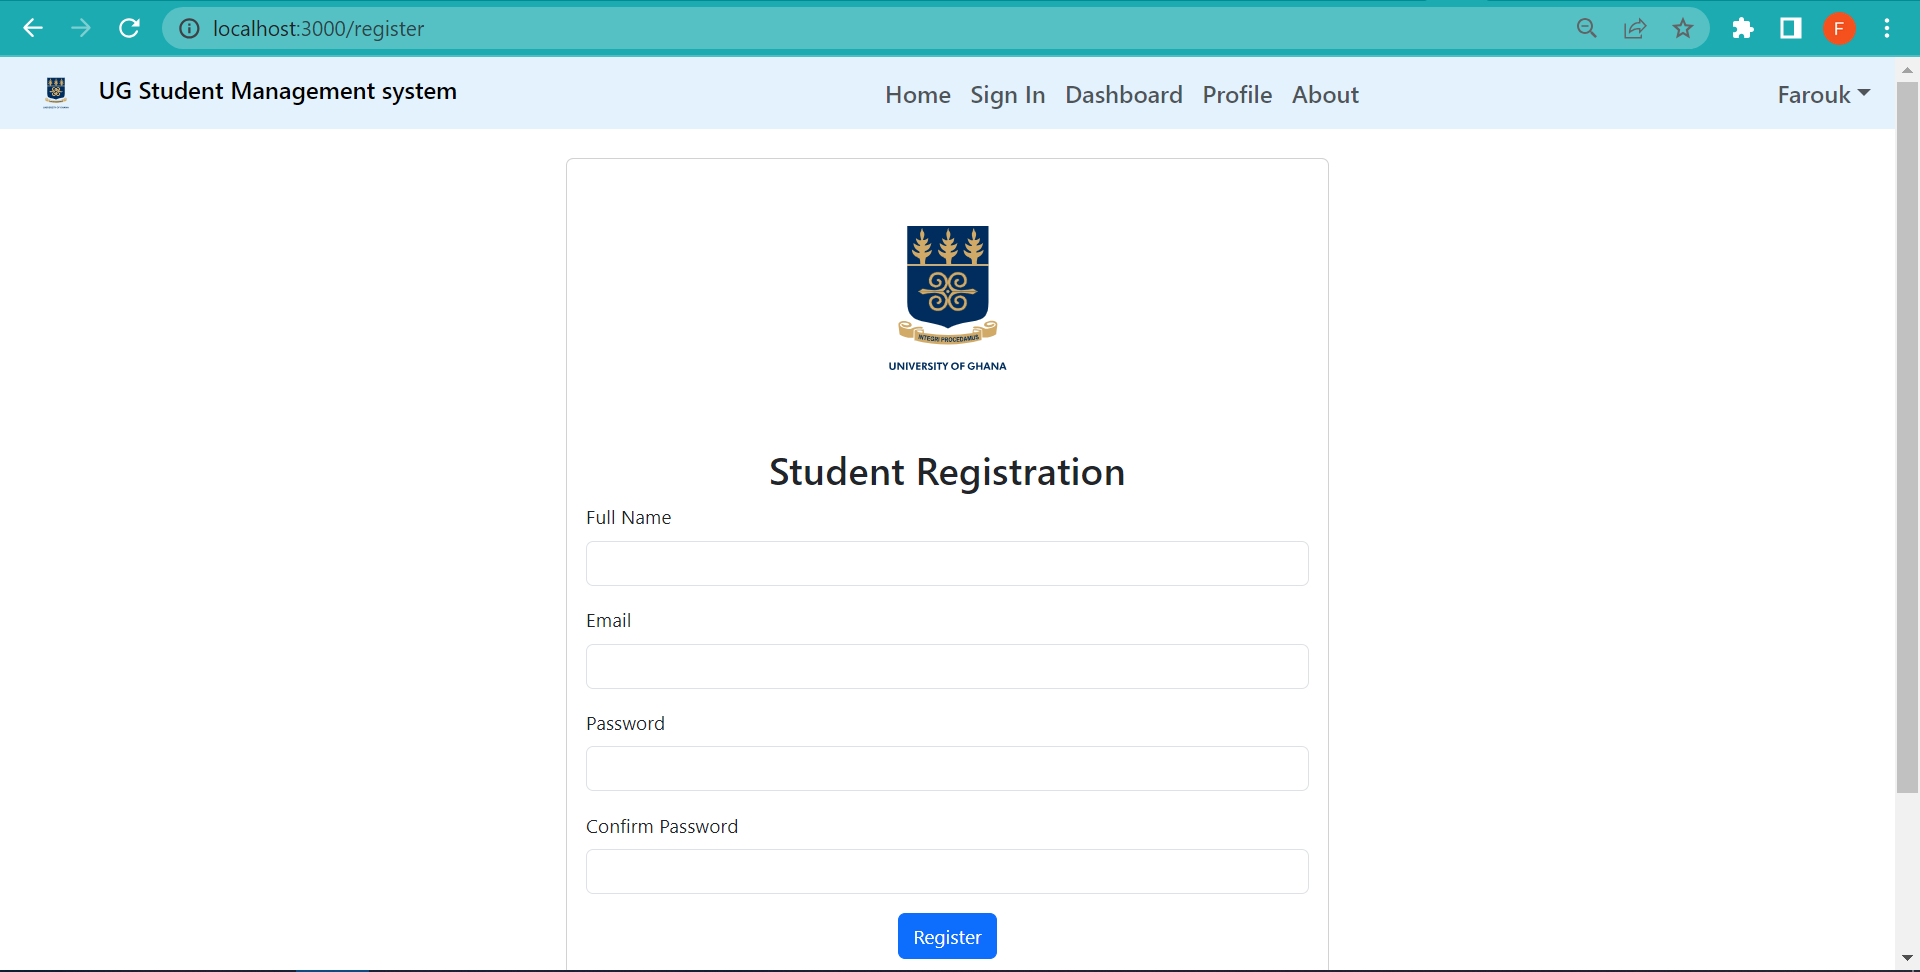 localhost:3000/register
F
UG Student Management system
Home Sign In Dashboard Profile About
Farouk
INTEGRI PROCEDAMUS
UNIVERSITY OF GHANA
Student Registration
Full Name
Email
Password
Confirm Password
Register